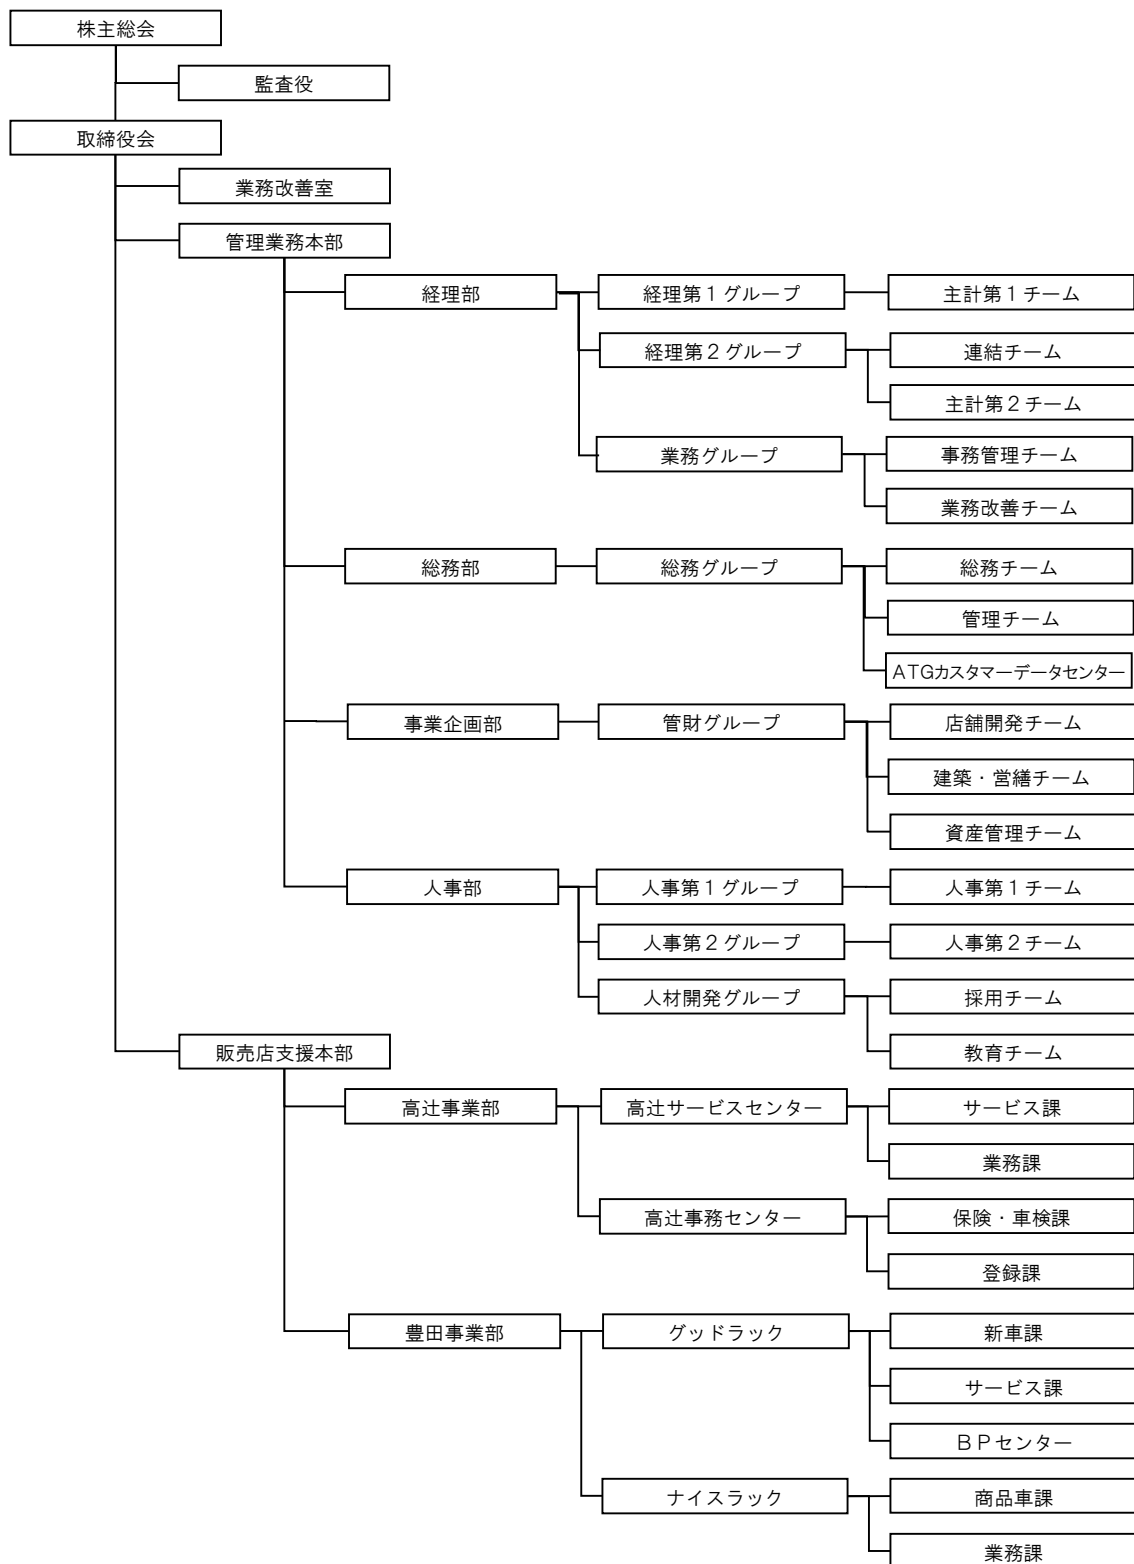 株主総会
監査役
取締役会
業務改善室
管理業務本部
経理部
経理第１グループ
主計第１チーム
経理第２グループ
連結チーム
主計第２チーム
業務グループ
事務管理チーム
業務改善チーム
総務部
総務グループ
総務チーム
管理チーム
ATGカスタマーデータセンター
事業企画部
管財グループ
店舗開発チーム
建築・営繕チーム
資産管理チーム
人事部
人事第１グループ
人事第１チーム
人事第２グループ
人事第２チーム
人材開発グループ
採用チーム
教育チーム
販売店支援本部
高辻事業部
高辻サービスセンター
サービス課
業務課
高辻事務センター
保険・車検課
登録課
豊田事業部
グッドラック
新車課
サービス課
ＢＰセンター
ナイスラック
商品車課
業務課